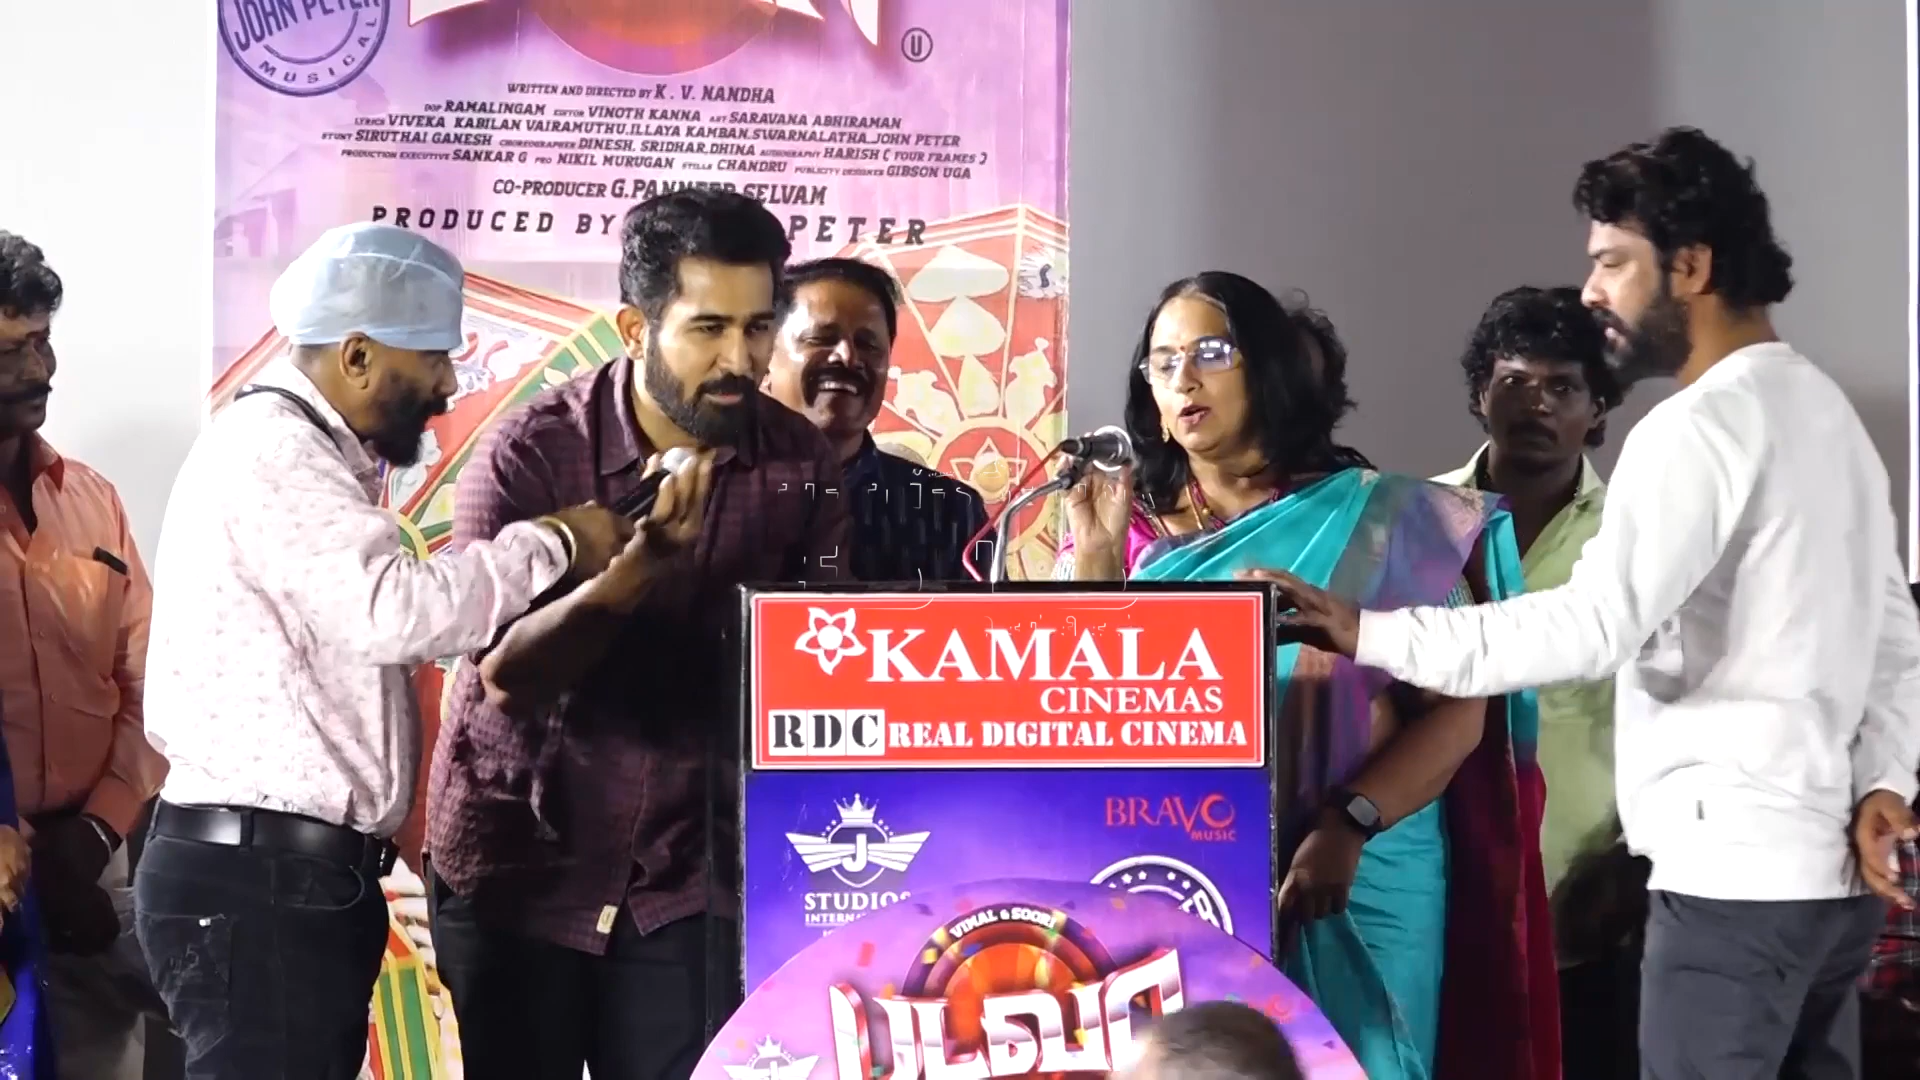 JOHN PETER
MUSICAL
U
WRITTEN AND DIRECTED BY K. V. NANDHA
DOP RAMALINGAM EDITOR VINOTH KANNA ART SARAVANA ABHIRAMAN
LYRICS VIVEKA KABILAN VAIRAMUTHU.ILLAYA KAMBAN.SWARNALATHA.JOHN PETER
STUNT SIRUTHAI GANESH CHOREOGRAPHER DINESH, SRIDHAR,DHINA AUDIOGRAPHY HARISH ( FOUR FRAMES )
PRODUCTION EXECUTIVE SANKAR G PRO NIKIL MURUGAN STILLS CHANDRU PUBLICITY DESIGNER GIBSON UGA
CO-PRODUCER G.PANNEER SELVAM
PRODUCED BY PETER
KAMALA
CINEMAS
RDC REAL DIGITAL CINEMA
BRAVO
MUSIC
J
STUDIOS
VIMAL & SOORI
படவா